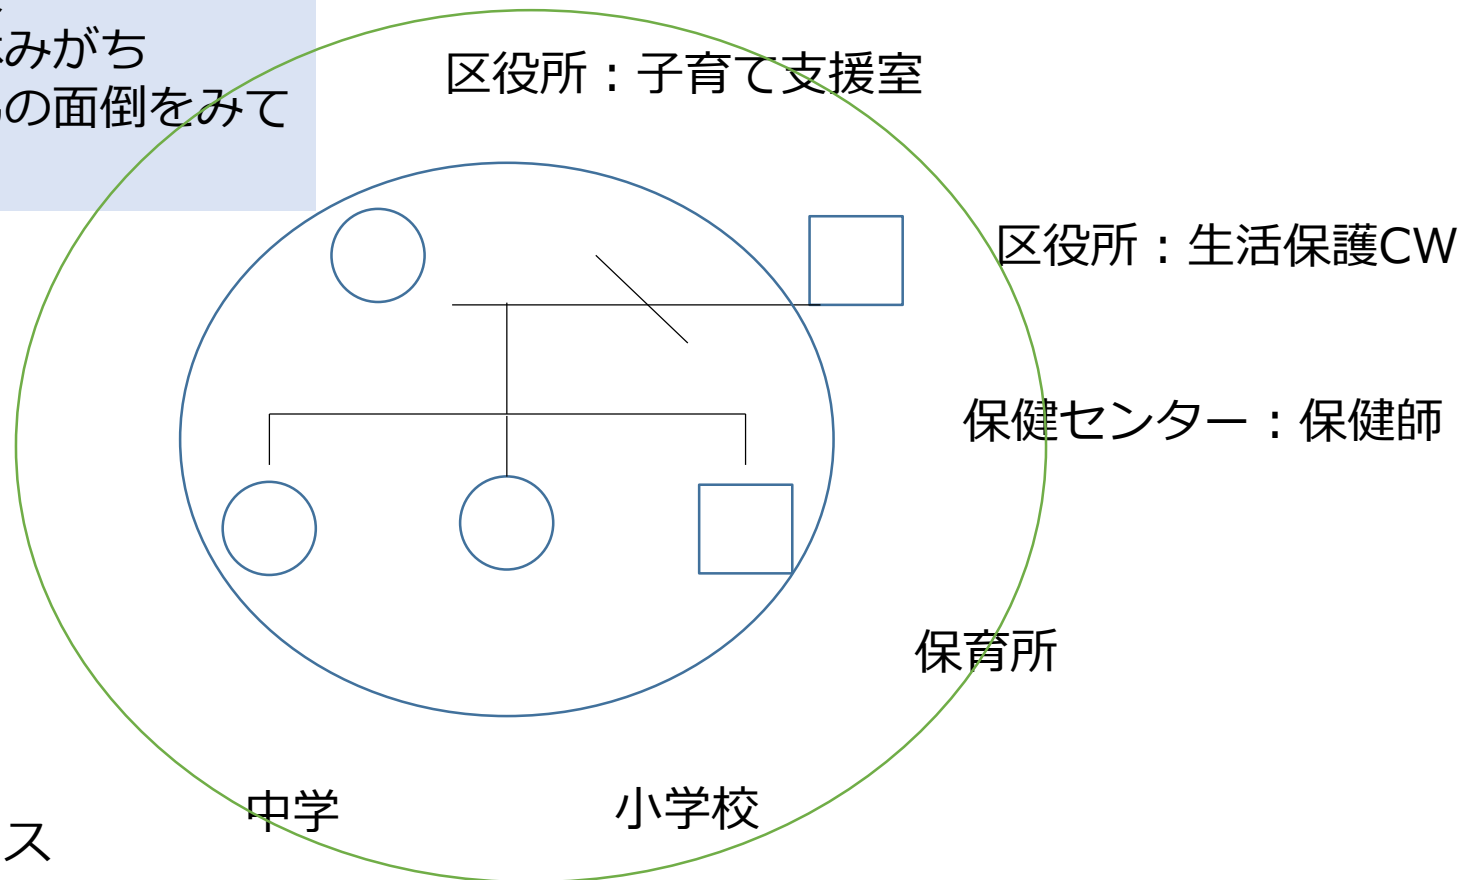 みがち
の面倒をみて
区役所：子育て支援室
区役所：生活保護CW
保健センター：保健師
保育所
中学
小学校
ス